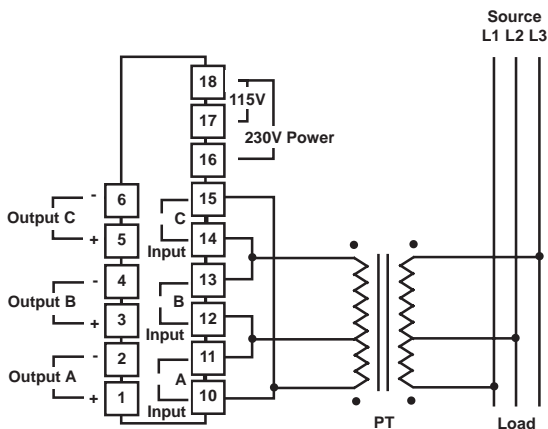 Source
L1 L2 L3
18
115V
17
230V Power
16
15
6
-
C
Output C
14
5
+
Input
13
4
-
B
Output B
12
3
+
Input
11
2
-
A
Output A
10
1
+
Input
PT
Load